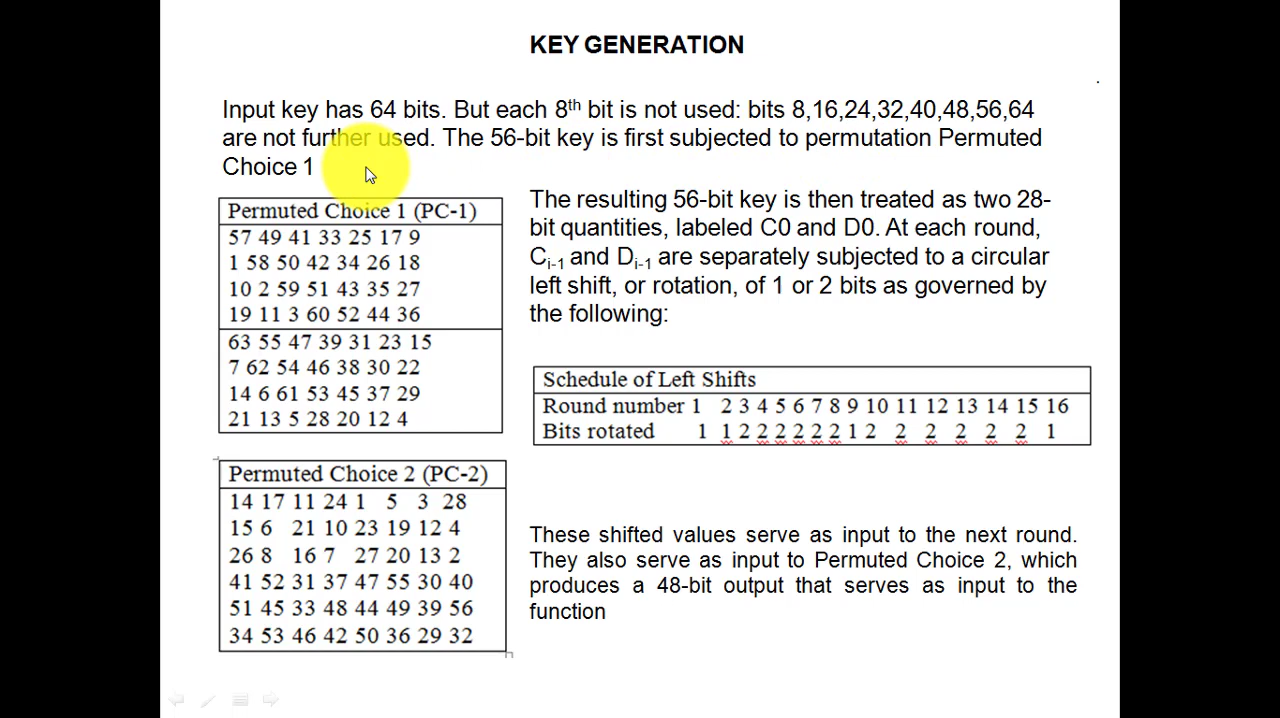 KEY GENERATION
Input key has 64 bits. But each 8th bit is not used: bits 8,16,24,32,40,48,56,64
are not further used. The 56-bit key is first subjected to permutation Permuted
Choice 1
Permuted Choice 1 (PC-1)
57 49 41 33 25 17 9
1 58 50 42 34 26 18
10 2 59 51 43 35 27
19 11 3 60 52 44 36
63 55 47 39 31 23 15
7 62 54 46 38 30 22
14 6 61 53 45 37 29
21 13 5 28 20 12 4
The resulting 56-bit key is then treated as two 28-
bit quantities, labeled C0 and D0. At each round,
Ci-1 and Di-1 are separately subjected to a circular
left shift, or rotation, of 1 or 2 bits as governed by
the following:
Schedule of Left Shifts
Round number 1 2 3 4 5 6 7 8 9 10 11 12 13 14 15 16
Bits rotated 1 1 2 2 2 2 2 2 1 2 2 2 2 2 2 1
Permuted Choice 2 (PC-2)
14 17 11 24 1 5 3 28
15 6 21 10 23 19 12 4
26 8 16 7 27 20 13 2
41 52 31 37 47 55 30 40
51 45 33 48 44 49 39 56
34 53 46 42 50 36 29 32
These shifted values serve as input to the next round.
They also serve as input to Permuted Choice 2, which
produces a 48-bit output that serves as input to the
function